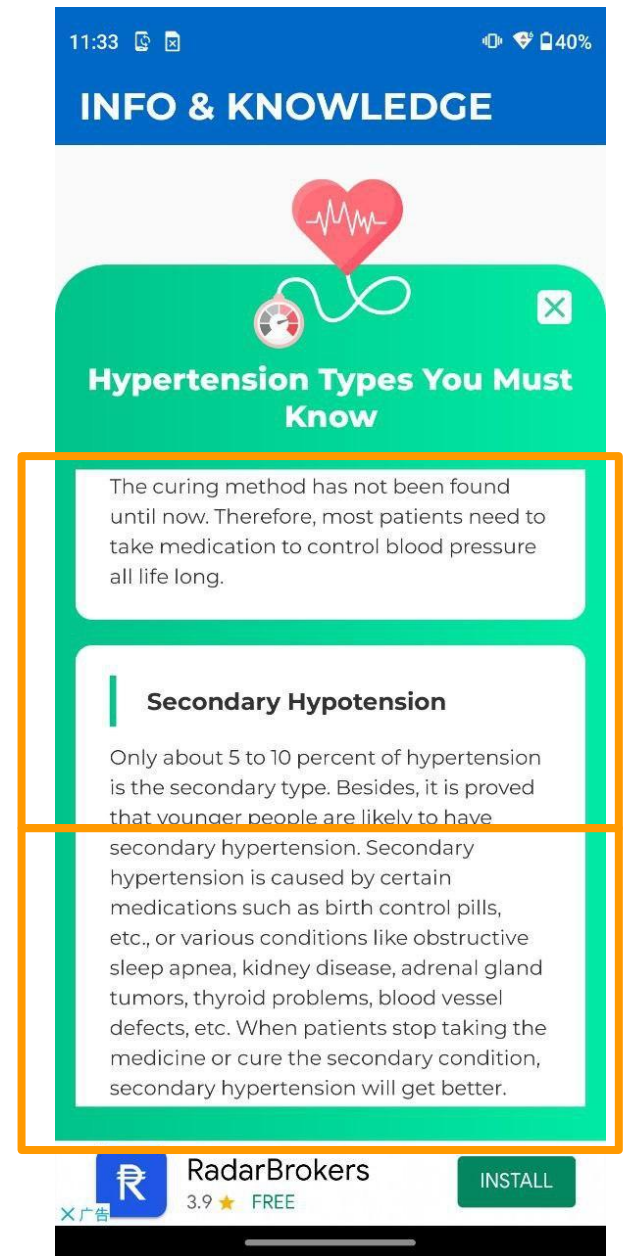 11:33
40%
INFO & KNOWLEDGE
Hypertension Types You Must
Know
The curing method has not been found
until now. Therefore, most patients need to
take medication to control blood pressure
all life long.
Secondary Hypotension
Only about 5 to 10 percent of hypertension
is the secondary type. Besides, it is proved
that younger people are likely to have
secondary hypertension. Secondary
hypertension is caused by certain
medications such as birth control pills,
etc., or various conditions like obstructive
sleep apnea, kidney disease, adrenal gland
tumors, thyroid problems, blood vessel
defects, etc. When patients stop taking the
medicine or cure the secondary condition,
secondary hypertension will get better.
RadarBrokers
3.9 ★ FREE
INSTALL
广告